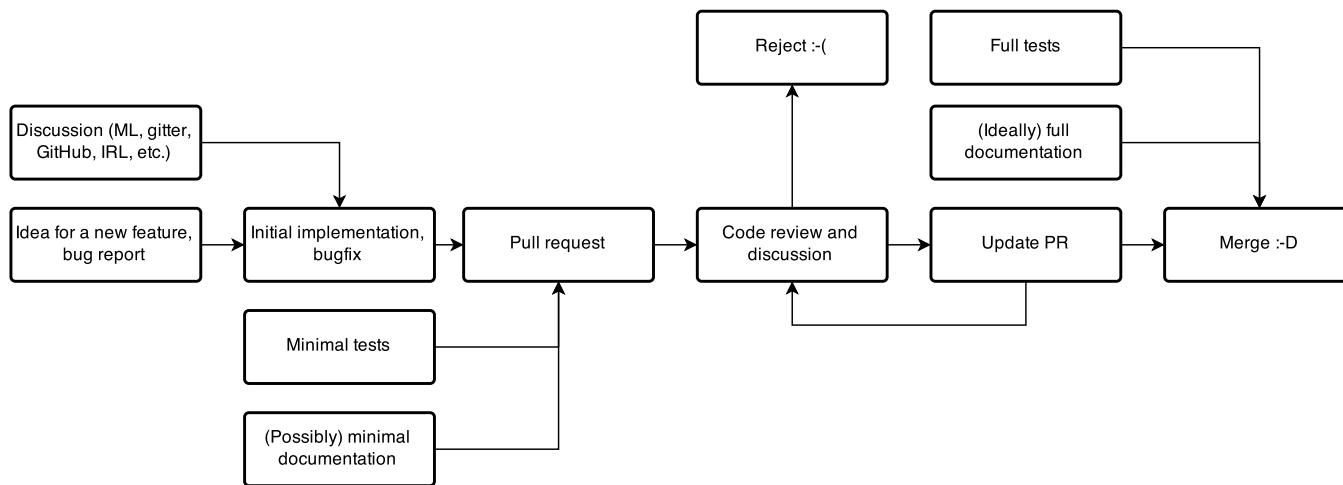 Reject :-(
Full tests
Discussion (ML, gitter,
GitHub, IRL, etc.)
(Ideally) full
documentation
Idea for a new feature,
bug report
Initial implementation,
bugfix
Pull request
Code review and
discussion
Update PR
Merge :-D
Minimal tests
(Possibly) minimal
documentation